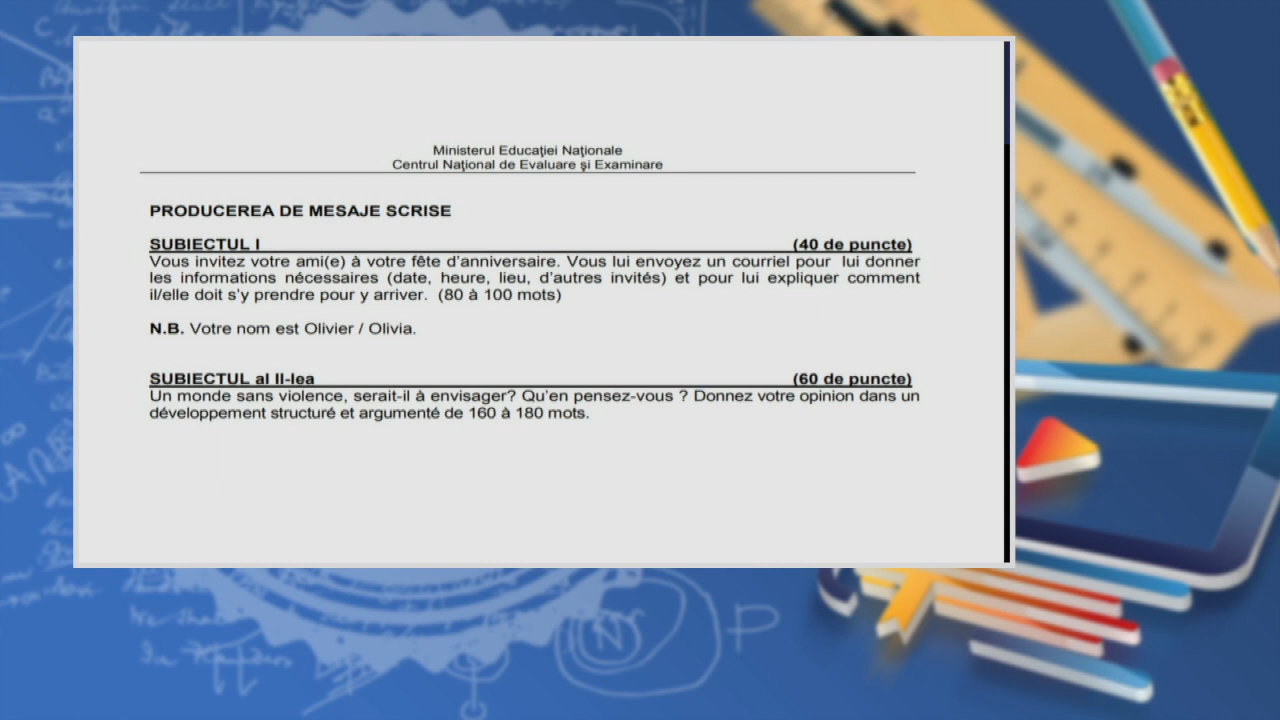 Ministerul Educaţiei Naţionale
Centrul Naţional de Evaluare şi Examinare
PRODUCEREA DE MESAJE SCRISE
SUBIECTUL I (40 de puncte)
Vous invitez votre ami(e) à votre fête d’anniversaire. Vous lui envoyez un courriel pour lui donner
les informations nécessaires (date, heure, lieu, d’autres invités) et pour lui expliquer comment
il/elle doit s’y prendre pour y arriver. (80 à 100 mots)
N.B. Votre nom est Olivier / Olivia.
SUBIECTUL al II-lea (60 de puncte)
Un monde sans violence, serait-il à envisager? Qu’en pensez-vous ? Donnez votre opinion dans un
développement structuré et argumenté de 160 à 180 mots.